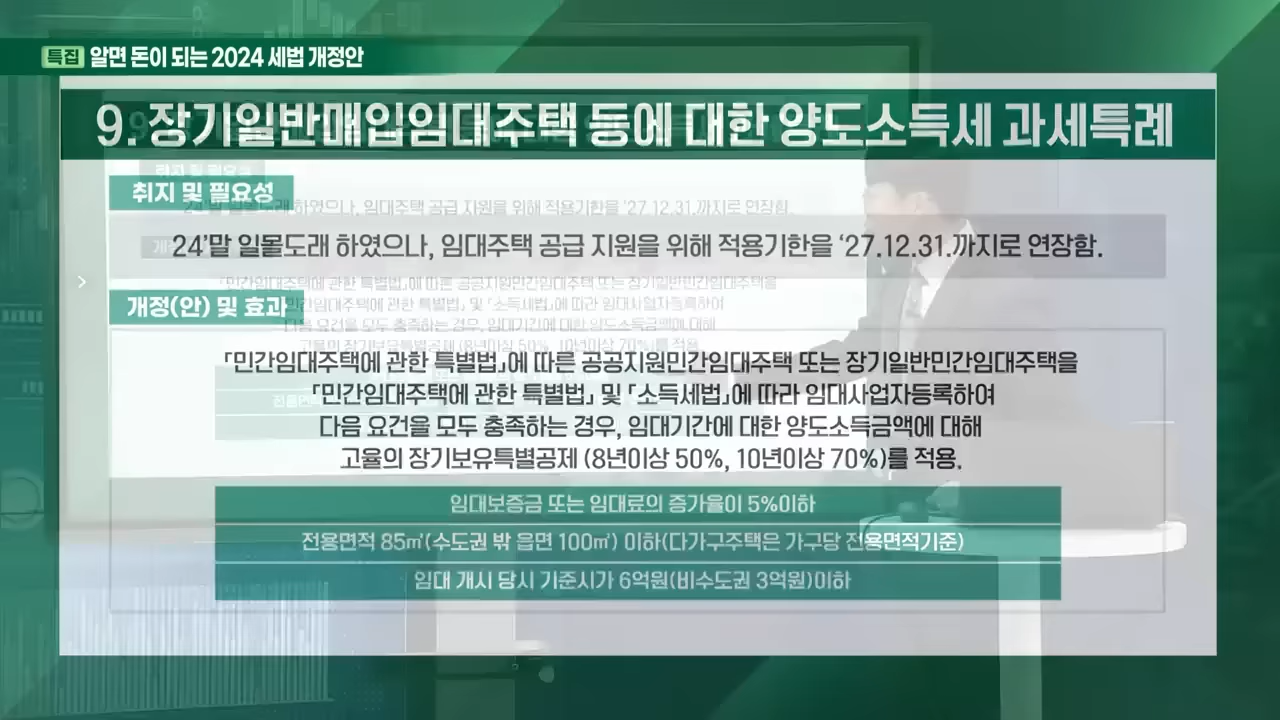 특집 알면 돈이 되는 2024 세법 개정안
9. 장기일반매입임대주택 등에 대한 양도소득세 과세특례
취지 및 필요성
24’말 일몰도래 하였으나, 임대주택 공급 지원을 위해 적용기한을 ‘27.12.31.까지로 연장함.
개정(안) 및 효과
「민간임대주택에 관한 특별법」에 따른 공공지원민간임대주택 또는 장기일반민간임대주택을
「민간임대주택에 관한 특별법」 및 「소득세법」에 따라 임대사업자등록하여
다음 요건을 모두 충족하는 경우, 임대기간에 대한 양도소득금액에 대해
고율의 장기보유특별공제 (8년이상 50%, 10년이상 70%)를 적용.
임대보증금 또는 임대료의 증가율이 5%이하
전용면적 85㎡(수도권 밖 읍면 100㎡) 이하(다가구주택은 가구당 전용면적기준)
임대 개시 당시 기준시가 6억원(비수도권 3억원)이하